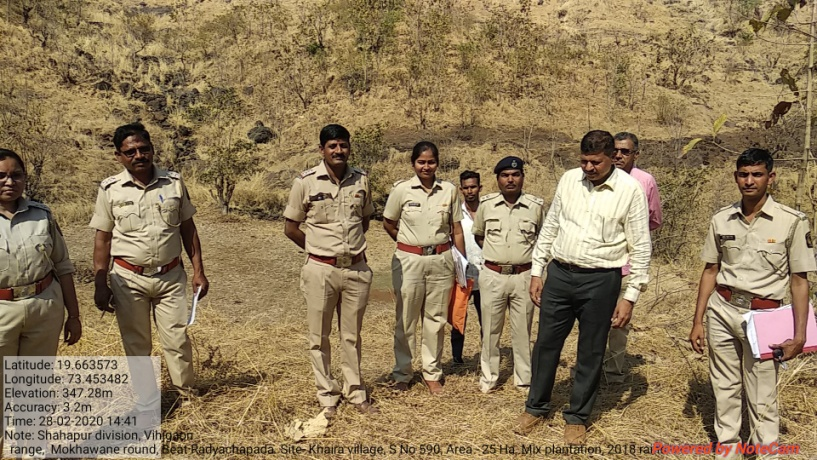 Latitude: 19.663573
Longitude: 73.453482
Elevation: 347.28m
Accuracy: 3.2m
Time: 28-02-2020 14:41
Note: Shahapur division, Vihigaon
range, Mokhawane round, Beat-Radyachapada. Site- Khaira village, S No 590, Area - 25 Ha, Mix plantation, 2018 rain
Powered by NoteCam